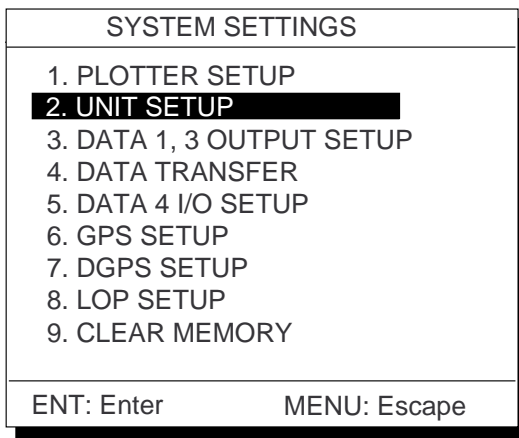 SYSTEM SETTINGS
1. PLOTTER SETUP
2. UNIT SETUP
3. DATA 1, 3 OUTPUT SETUP
4. DATA TRANSFER
5. DATA 4 I/O SETUP
6. GPS SETUP
7. DGPS SETUP
8. LOP SETUP
9. CLEAR MEMORY
ENT: Enter MENU: Escape